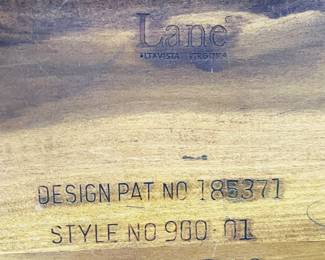 Lane
ALTAVISTA, VIRGINIA
DESIGN PAT NO 185371
STYLE NO 900-01